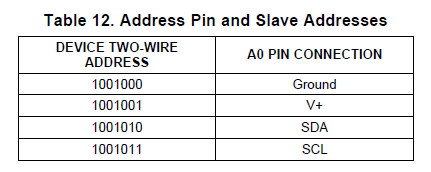 Table 12. Address Pin and Slave Addresses
DEVICE TWO-WIRE
ADDRESS
A0 PIN CONNECTION
1001000 Ground
1001001 V+
1001010 SDA
1001011 SCL